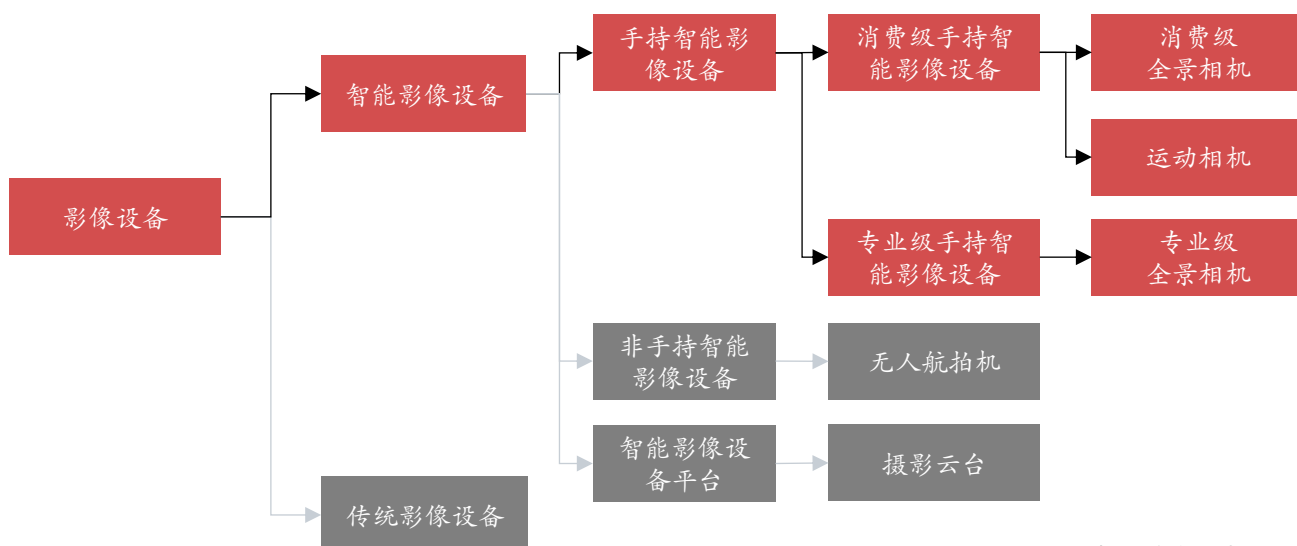 影像设备
智能影像设备
传统影像设备
手持智能影
像设备
非手持智能
影像设备
智能影像设
备平台
消费级手持智
能影像设备
专业级手持智
能影像设备
无人航拍机
摄影云台
消费级
全景相机
运动相机
专业级
全景相机